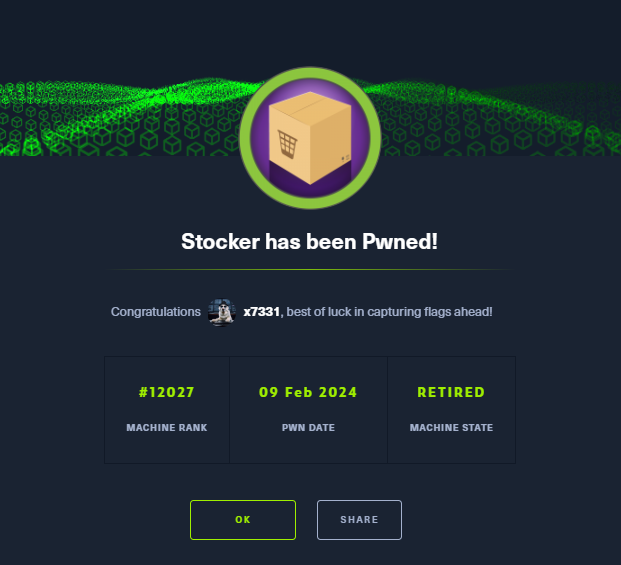 Stocker has been Pwned!
Congratulations x7331, best of luck in capturing flags ahead!
#12027 09 Feb 2024 RETIRED
MACHINE RANK PWN DATE MACHINE STATE
OK SHARE